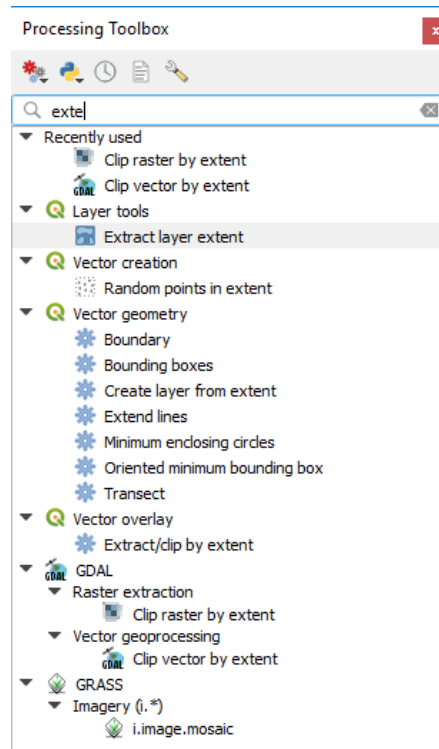 Processing Toolbox
x
exte
Recently used
Clip raster by extent
GDAL Clip vector by extent
Layer tools
Extract layer extent
Vector creation
Random points in extent
Vector geometry
Boundary
Bounding boxes
Create layer from extent
Extend lines
Minimum enclosing circles
Oriented minimum bounding box
Transect
Vector overlay
Extract/clip by extent
GDAL GDAL
Raster extraction
Clip raster by extent
Vector geoprocessing
GDAL Clip vector by extent
GRASS
Imagery (i.*)
i.image.mosaic